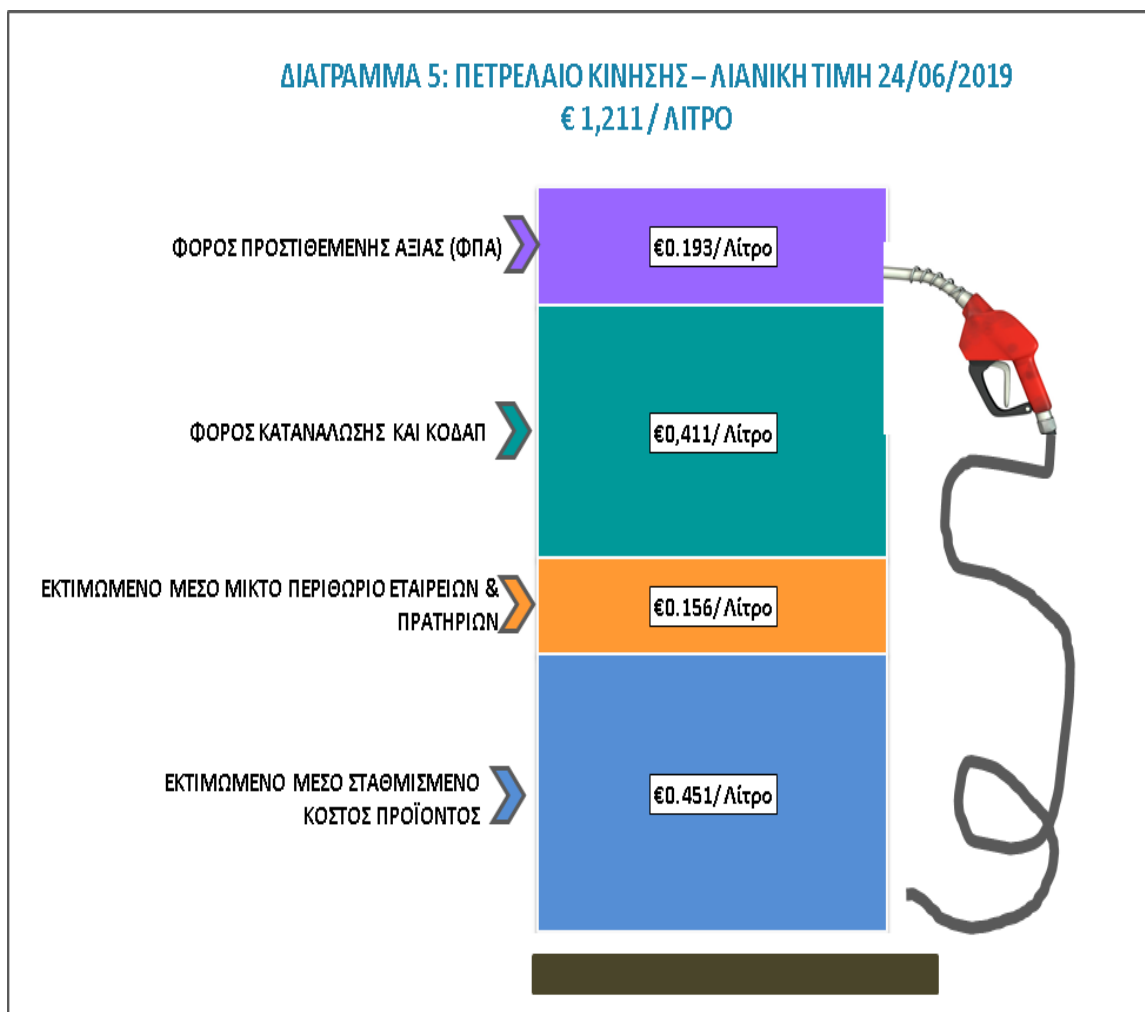 ΔΙΑΓΡΑΜΜΑ 5: ΠΕΤΡΕΛΑΙΟ ΚΙΝΗΣΗΣ – ΛΙΑΝΙΚΗ ΤΙΜΗ 24/06/2019
€ 1,211 / ΛΙΤΡΟ
ΦΟΡΟΣ ΠΡΟΣΤΙΘΕΜΕΝΗΣ ΑΞΙΑΣ (ΦΠΑ)
€0.193/ Λίτρο
ΦΟΡΟΣ ΚΑΤΑΝΑΛΩΣΗΣ ΚΑΙ ΚΟΔΑΠ
€0,411/ Λίτρο
ΕΚΤΙΜΩΜΕΝΟ ΜΕΣΟ ΜΙΚΤΟ ΠΕΡΙΘΩΡΙΟ ΕΤΑΙΡΕΙΩΝ &
ΠΡΑΤΗΡΙΩΝ
€0.156/ Λίτρο
ΕΚΤΙΜΩΜΕΝΟ ΜΕΣΟ ΣΤΑΘΜΙΣΜΕΝΟ
ΚΟΣΤΟΣ ΠΡΟΪΟΝΤΟΣ
€0.451/ Λίτρο